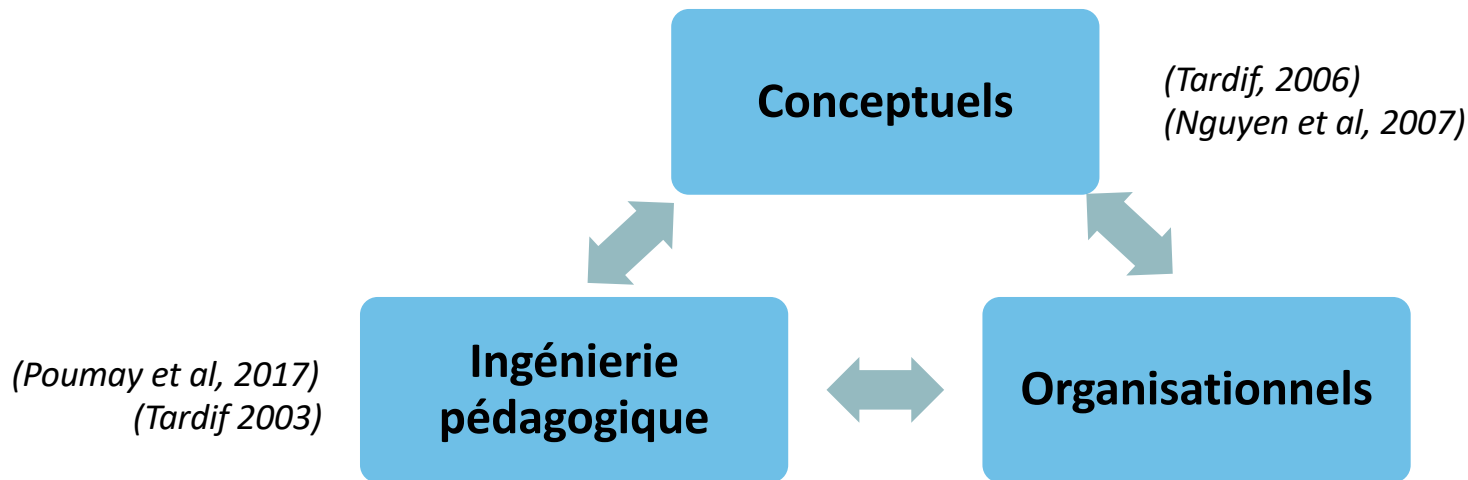 Conceptuels
(Tardif, 2006)
(Nguyen et al, 2007)
(Poumay et al, 2017)
(Tardif 2003)
Ingénierie
pédagogique
Organisationnels